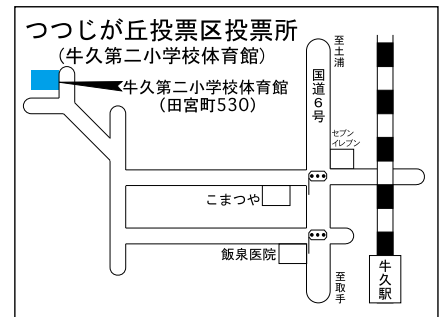 つつじが丘投票区投票所
(牛久第二小学校体育館)
牛久第二小学校体育館
(田宮町530)
至土浦
国道6号
セブン
イレブン
こまつや
飯泉医院
至取手
牛久駅